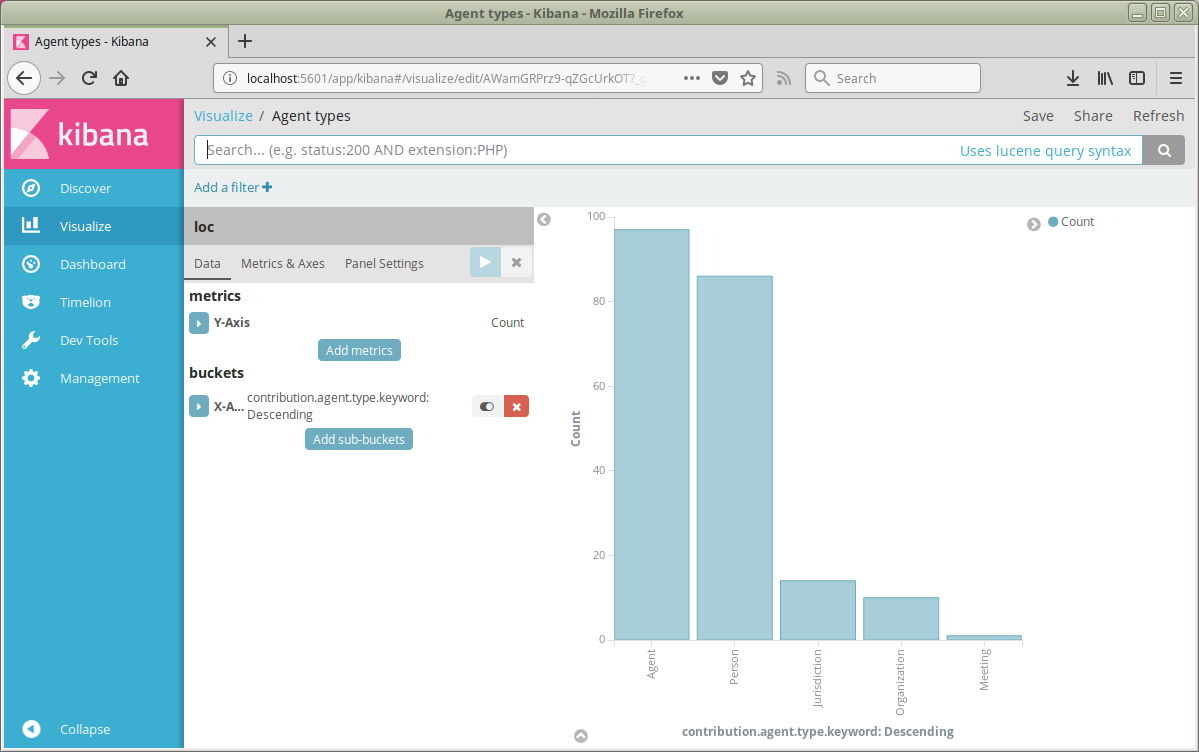 Agent types - Kibana - Mozilla Firefox
Agent types - Kibana
localhost:5601/app/kibana#/visualize/edit/AWamGRPrz9-qZGcUrkOT?_g
Search
kibana
Visualize / Agent types
Save Share Refresh
Search... (e.g. status:200 AND extension:PHP)
Uses lucene query syntax
Add a filter
Discover
Visualize
Dashboard
Timelion
Dev Tools
Management
Collapse
loc
Data Metrics & Axes Panel Settings
metrics
Y-Axis Count
Add metrics
buckets
X-A... contribution.agent.type.keyword:
Descending
Add sub-buckets
Count
100
80
60
40
20
0
Count
Agent
Person
Jurisdiction
Organization
Meeting
contribution.agent.type.keyword: Descending